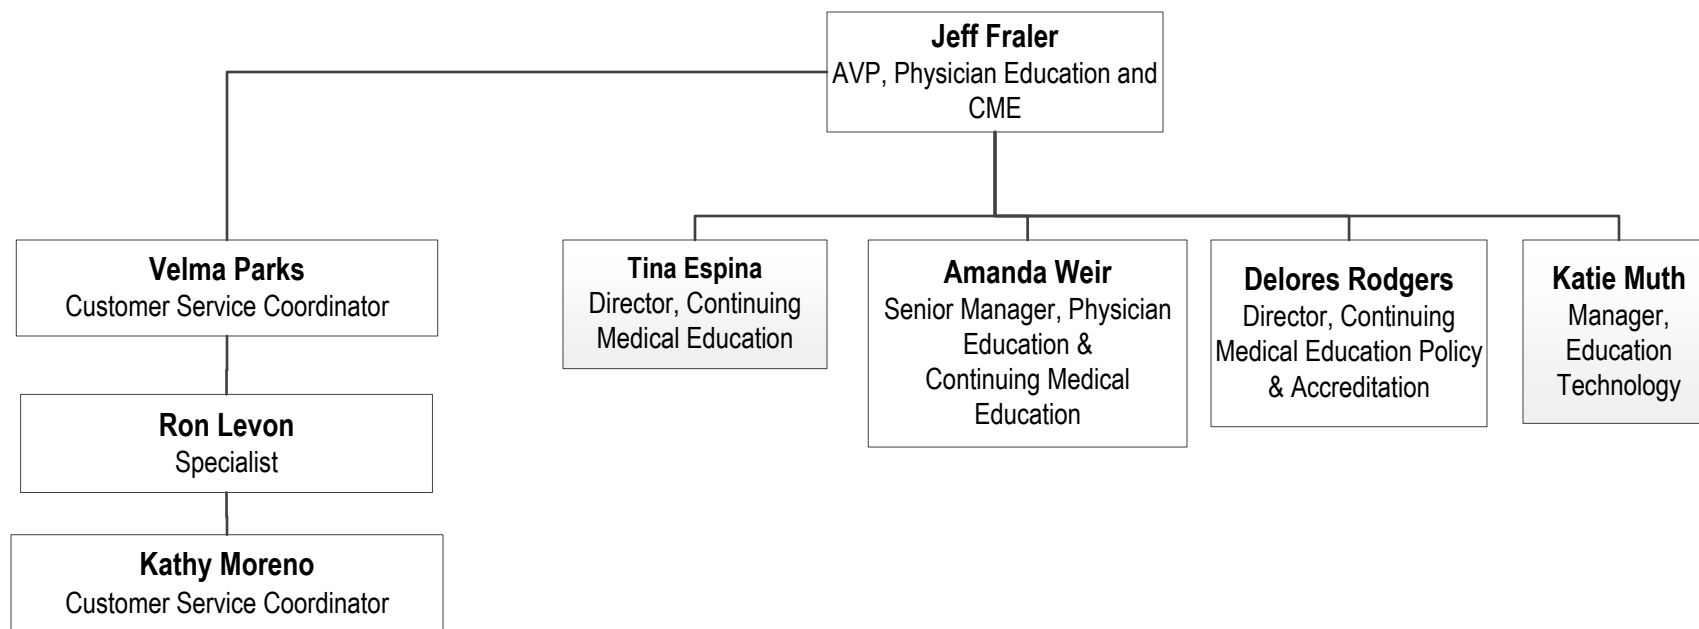 Jeff Fraler
AVP, Physician Education and
CME
Velma Parks
Customer Service Coordinator
Ron Levon
Specialist
Kathy Moreno
Customer Service Coordinator
Tina Espina
Director, Continuing
Medical Education
Amanda Weir
Senior Manager, Physician
Education &
Continuing Medical
Education
Delores Rodgers
Director, Continuing
Medical Education Policy
& Accreditation
Katie Muth
Manager,
Education
Technology